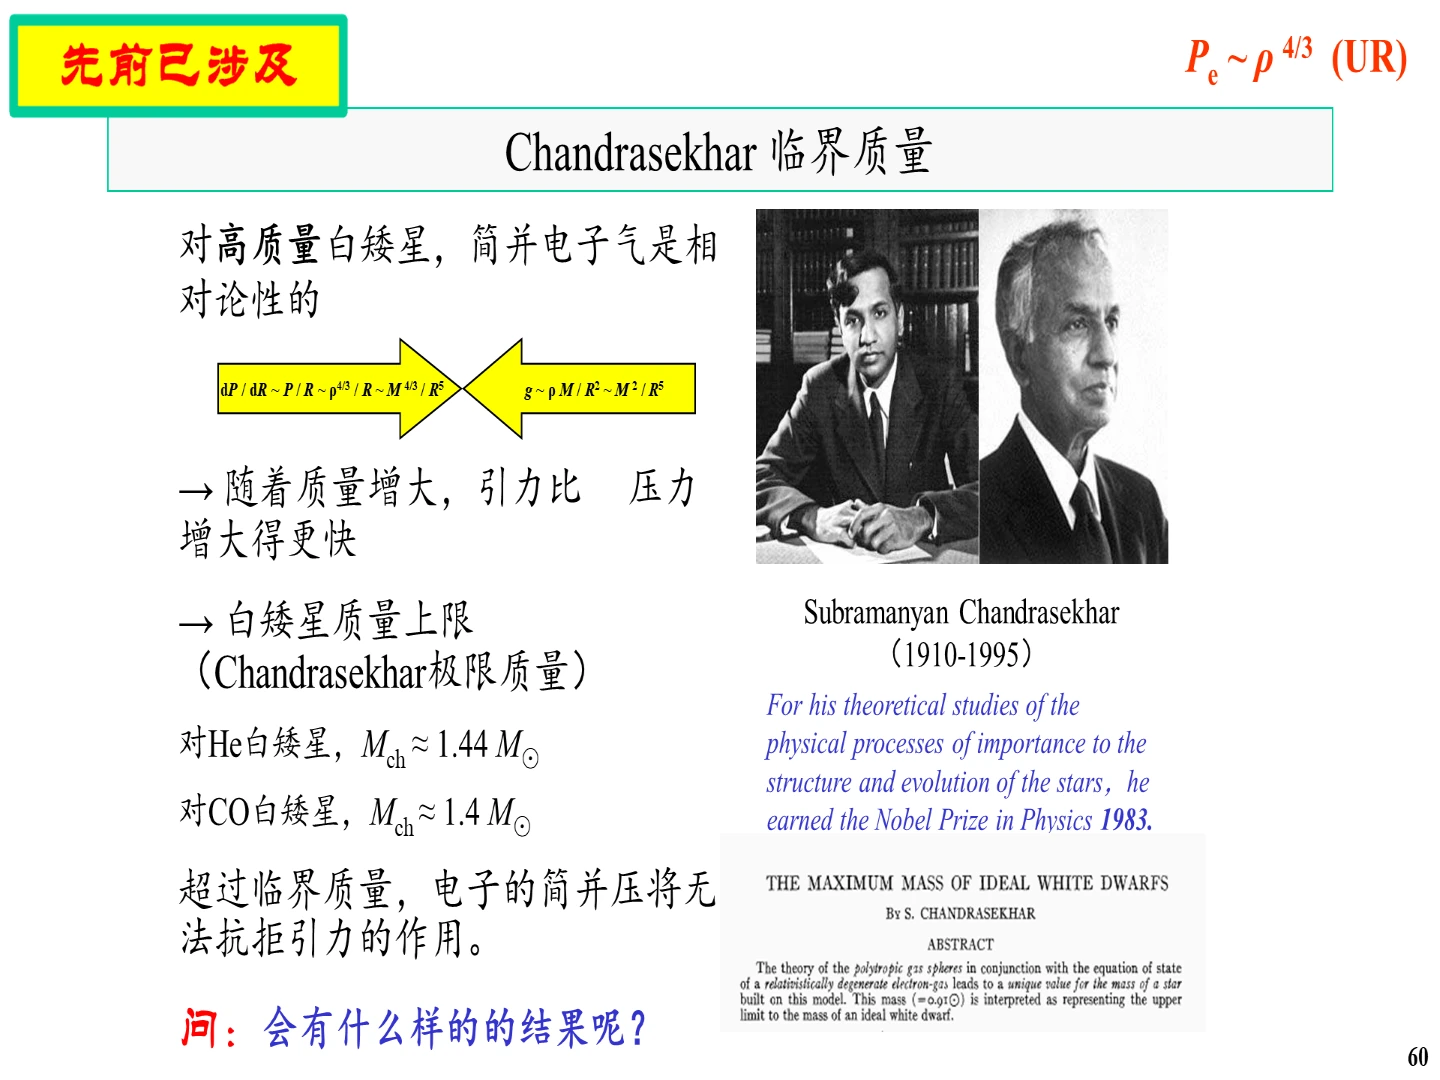 先前已涉及
Pe ~ ρ 4/3 (UR)
Chandrasekhar 临界质量
对高质量白矮星，简并电子气是相
对论性的
dP / dR ~ P / R ~ ρ4/3 / R ~ M 4/3 / R5
g ~ ρ M / R2 ~ M 2 / R5
→ 随着质量增大，引力比 压力
增大得更快
→ 白矮星质量上限
（Chandrasekhar极限质量）
对He白矮星，Mch ≈ 1.44 M⊙
对CO白矮星，Mch ≈ 1.4 M⊙
超过临界质量，电子的简并压将无
法抗拒引力的作用。
问：会有什么样的的结果呢？
Subramanyan Chandrasekhar
（1910-1995）
For his theoretical studies of the
physical processes of importance to the
structure and evolution of the stars，he
earned the Nobel Prize in Physics 1983.
THE MAXIMUM MASS OF IDEAL WHITE DWARFS
By S. CHANDRASEKHAR
ABSTRACT
The theory of the polytropic gas spheres in conjunction with the equation of state
of a relativistically degenerate electron-gas leads to a unique value for the mass of a star
built on this model. This mass (=0.91⊙) is interpreted as representing the upper
limit to the mass of an ideal white dwarf.
60